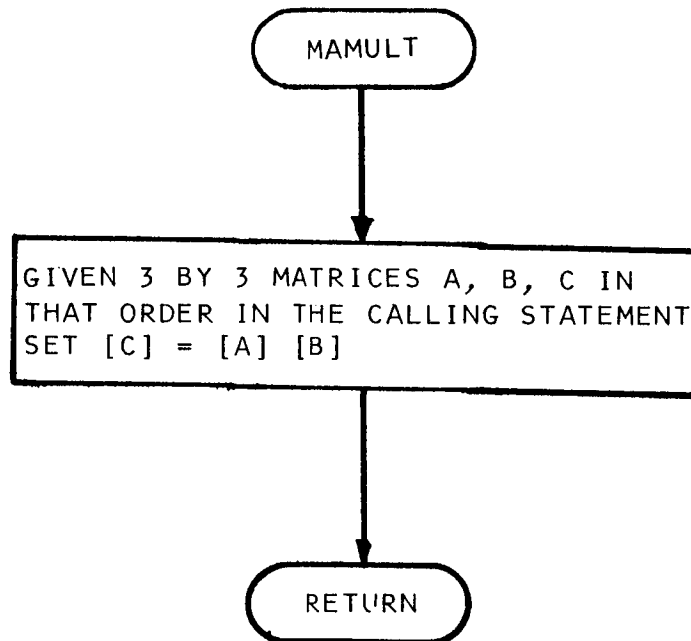 MAMULT
GIVEN 3 BY 3 MATRICES A, B, C IN
THAT ORDER IN THE CALLING STATEMENT
SET [C] = [A] [B]
RETURN